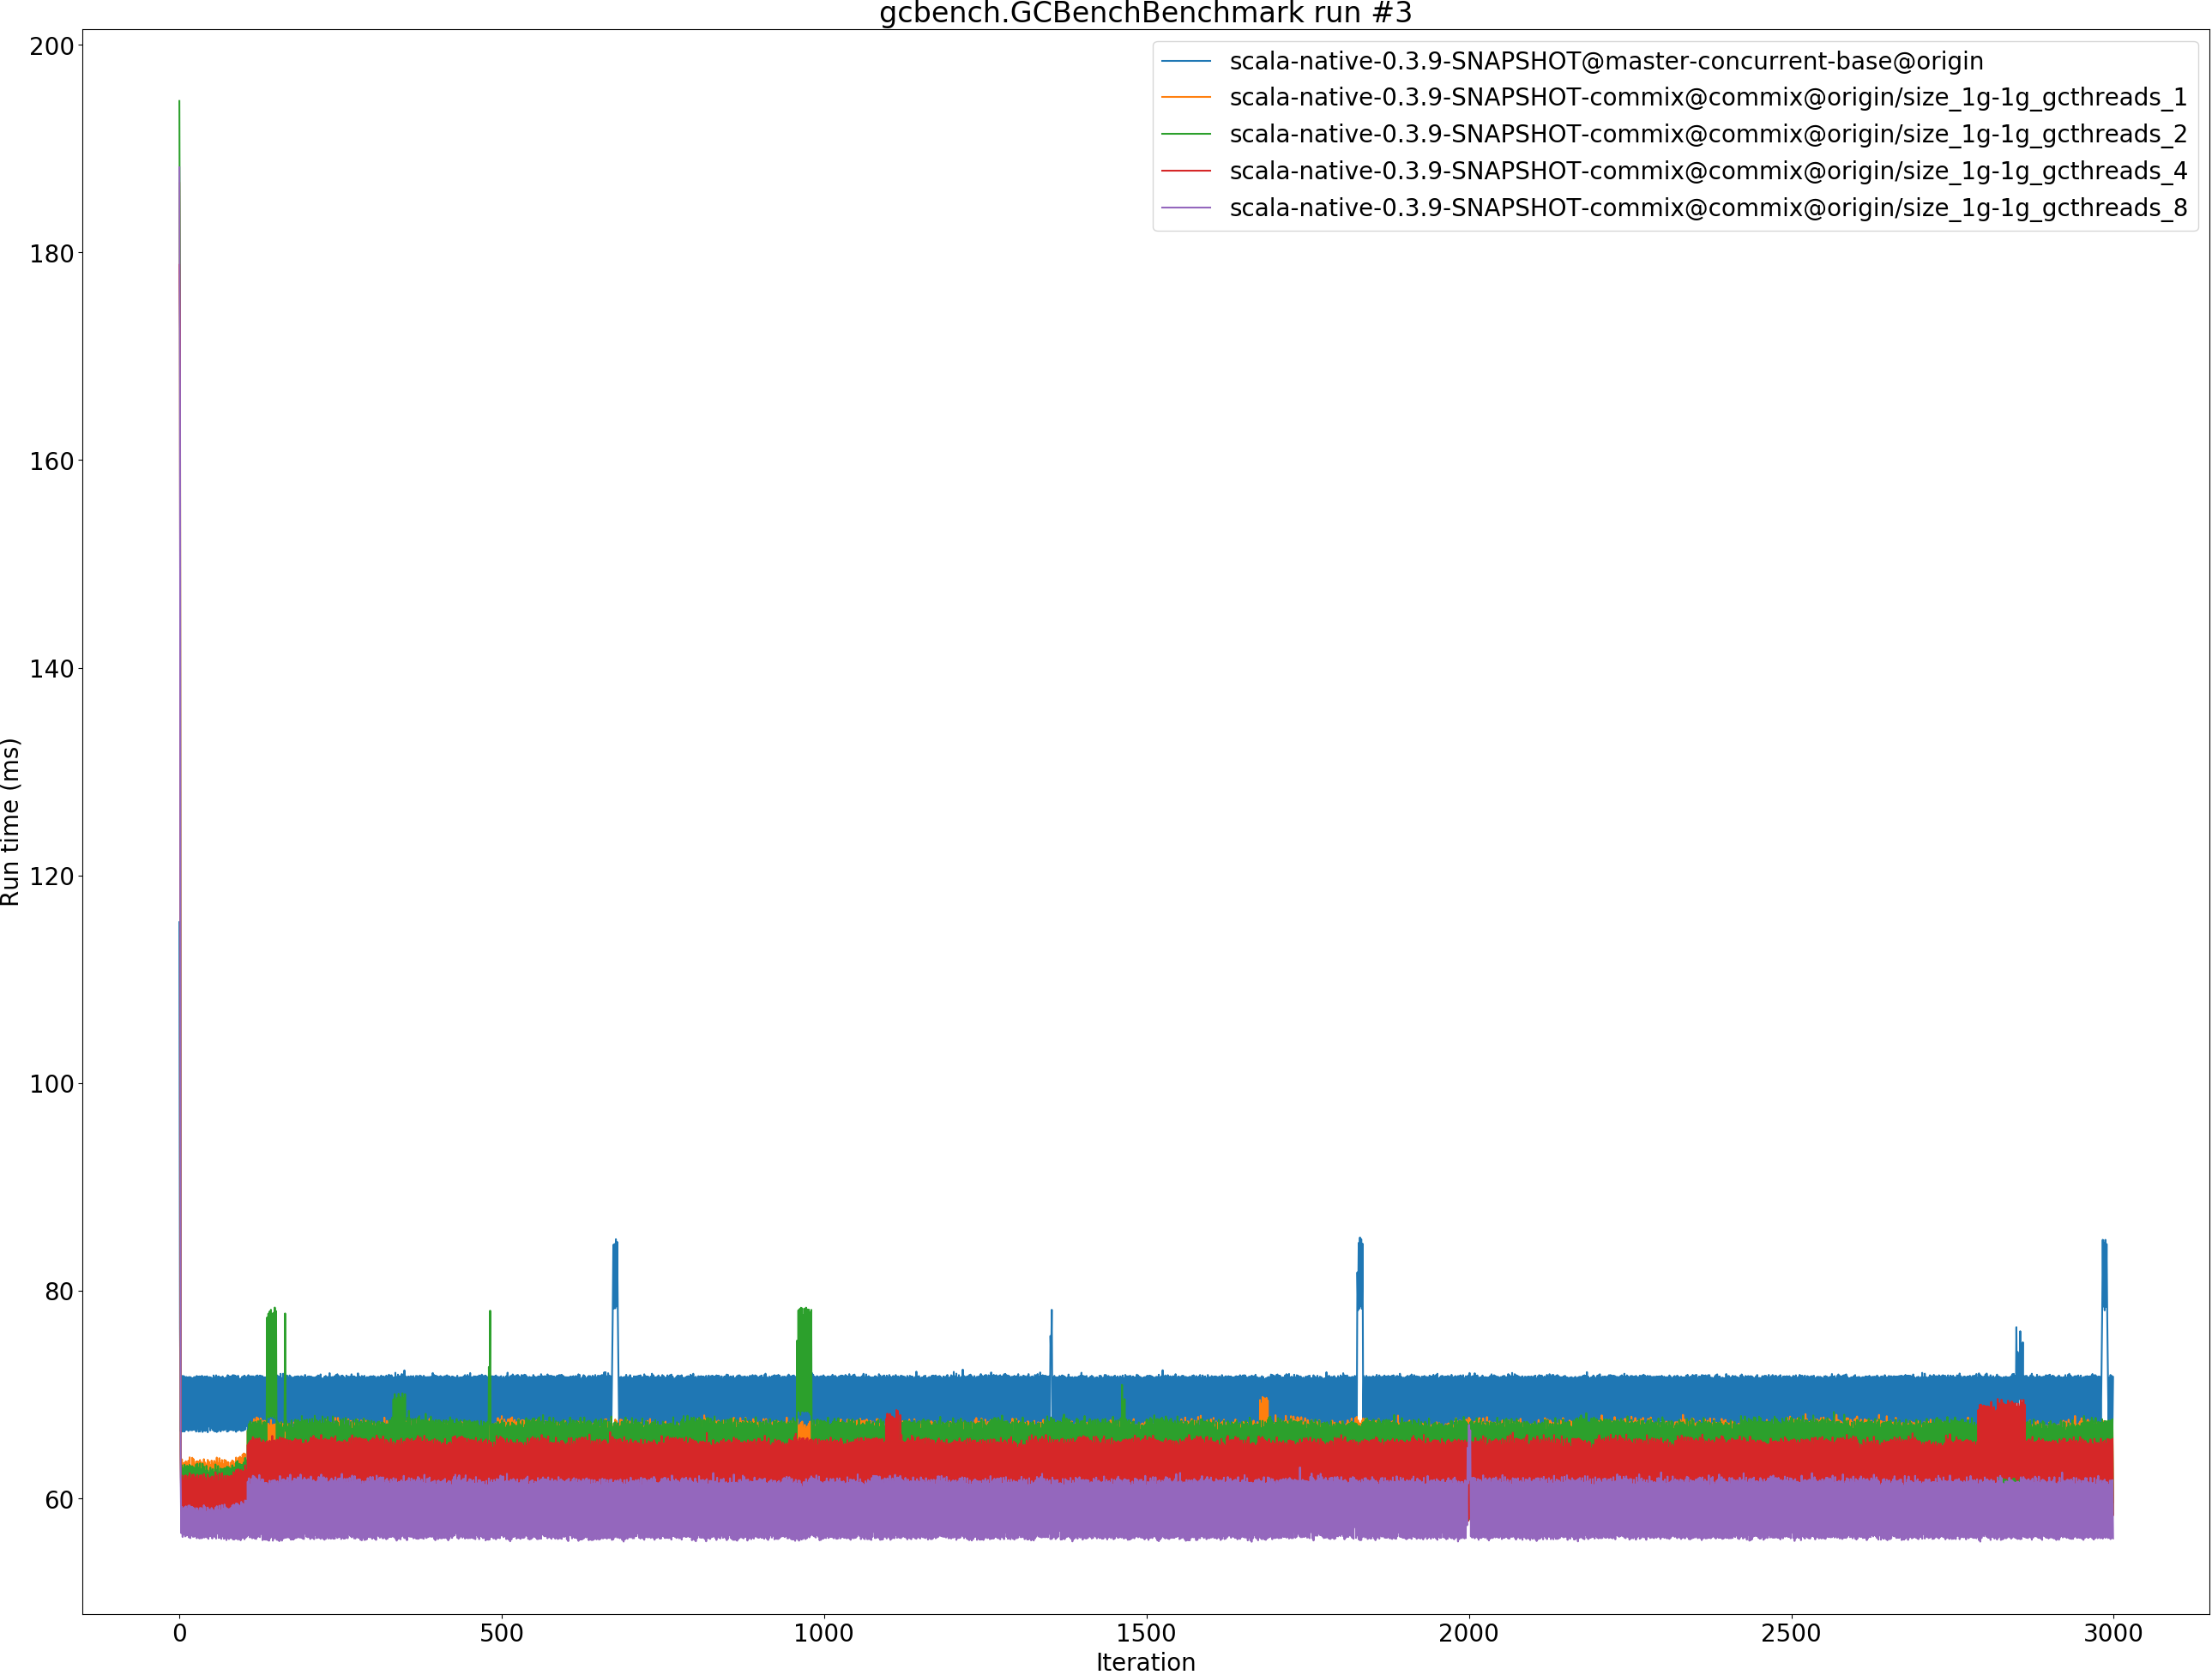 gcbench.GCBenchBenchmark run #3
scala-native-0.3.9-SNAPSHOT@master-concurrent-base@origin
scala-native-0.3.9-SNAPSHOT-commix@commix@origin/size_1g-1g_gcthreads_1
scala-native-0.3.9-SNAPSHOT-commix@commix@origin/size_1g-1g_gcthreads_2
scala-native-0.3.9-SNAPSHOT-commix@commix@origin/size_1g-1g_gcthreads_4
scala-native-0.3.9-SNAPSHOT-commix@commix@origin/size_1g-1g_gcthreads_8
200
180
160
140
120
100
80
60
Run time (ms)
0 500 1000 1500 2000 2500 3000
Iteration